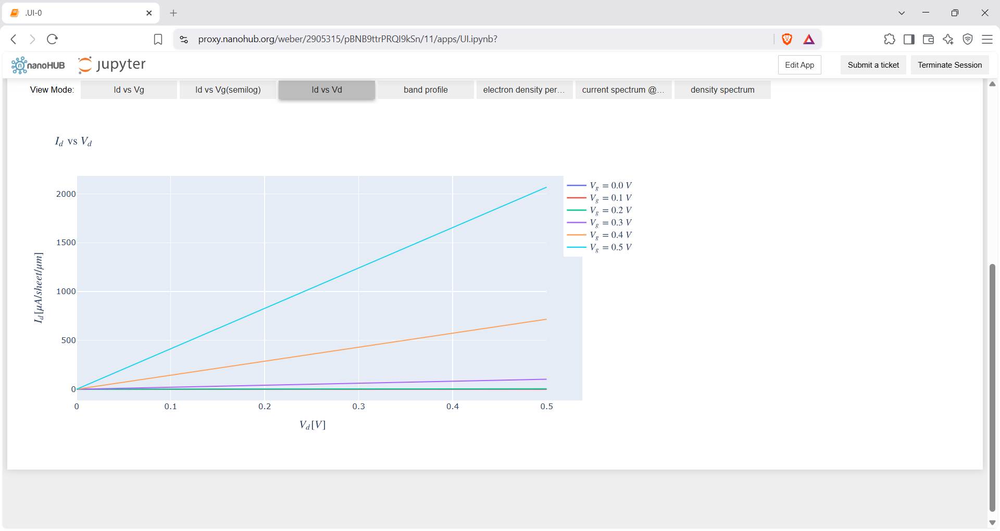 .UI-0
proxy.nanohub.org/weber/2905315/pBNB9ttrPRQI9kSn/11/apps/UI.ipynb?
nanoHUB jupyter Edit App Submit a ticket Terminate Session
View Mode: Id vs Vg Id vs Vg(semilog) Id vs Vd band profile electron density per... current spectrum @... density spectrum
I_d vs V_d
V_g = 0.0 V
V_g = 0.1 V
V_g = 0.2 V
V_g = 0.3 V
V_g = 0.4 V
V_g = 0.5 V
2000
1500
1000
500
0
I_d [μA/sheet/μm]
0 0.1 0.2 0.3 0.4 0.5
V_d [V]